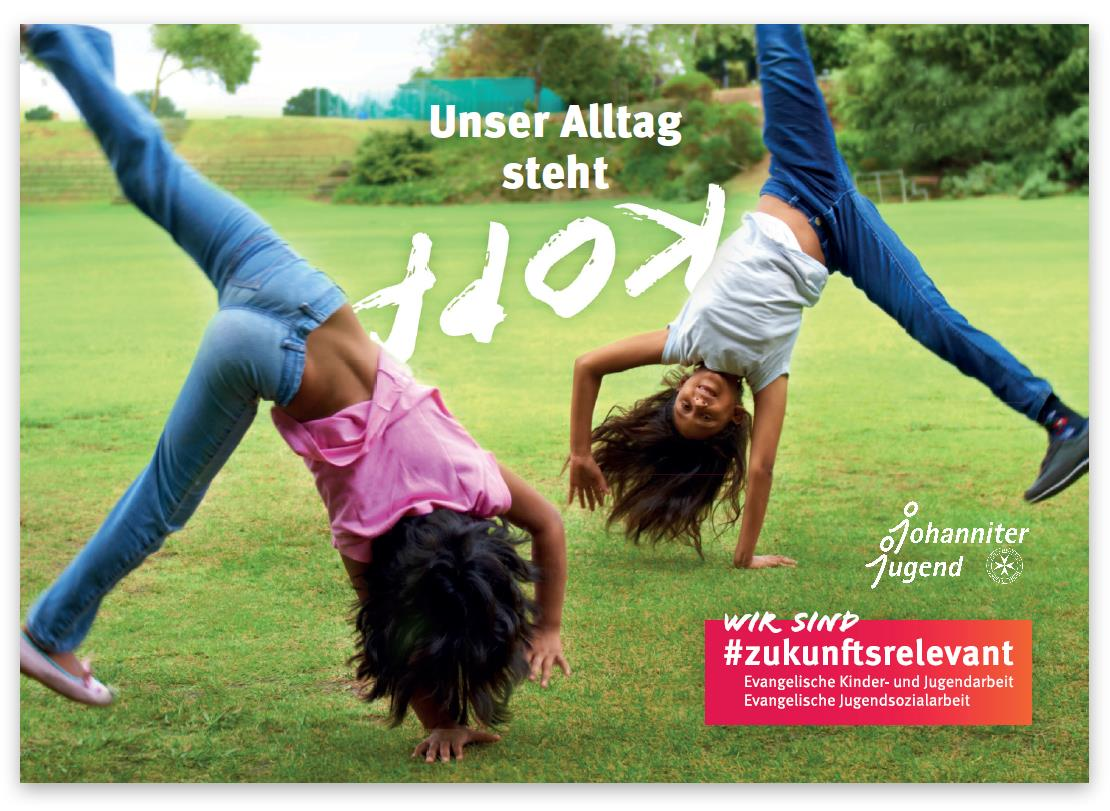 Unser Alltag
steht
KOPF
Johanniter
Jugend
WIR SIND
#zukunftsrelevant
Evangelische Kinder- und Jugendarbeit
Evangelische Jugendsozialarbeit